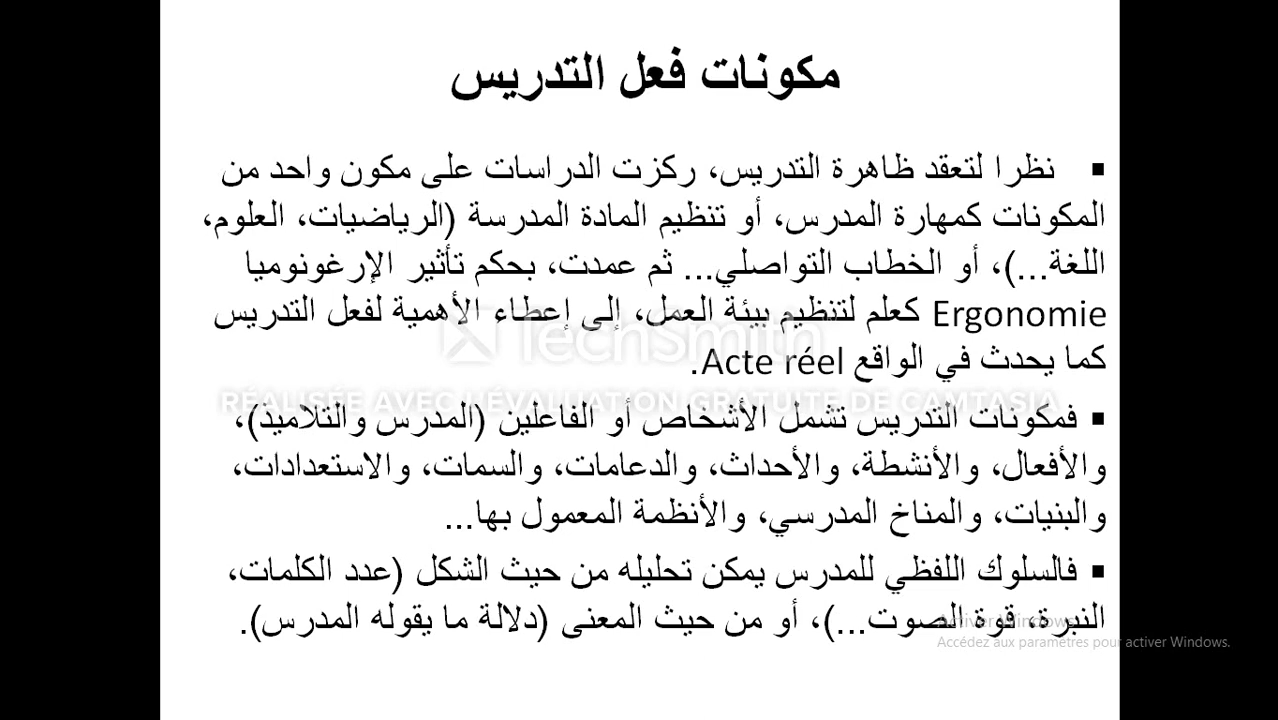 مكونات فعل التدريس
▪ نظرا لتعقد ظاهرة التدريس، ركزت الدراسات على مكون واحد من
المكونات كمهارة المدرس، أو تنظيم المادة المدرسة (الرياضيات، العلوم،
اللغة...)، أو الخطاب التواصلي... ثم عمدت، بحكم تأثير الإرغونوميا
Ergonomie كعلم لتنظيم بيئة العمل، إلى إعطاء الأهمية لفعل التدريس
كما يحدث في الواقع Acte réel.
TechSmith
RÉALISÉE AVEC L'ÉVALUATION GRATUITE DE CAMTASIA
▪ فمكونات التدريس تشمل الأشخاص أو الفاعلين (المدرس والتلاميذ)،
والأفعال، والأنشطة، والأحداث، والدعامات، والسمات، والاستعدادات،
والبنيات، والمناخ المدرسي، والأنظمة المعمول بها...
▪ فالسلوك اللفظي للمدرس يمكن تحليله من حيث الشكل (عدد الكلمات،
النبرة، قوة الصوت...)، أو من حيث المعنى (دلالة ما يقوله المدرس).
Activer Windows
Accédez aux paramètres pour activer Windows.